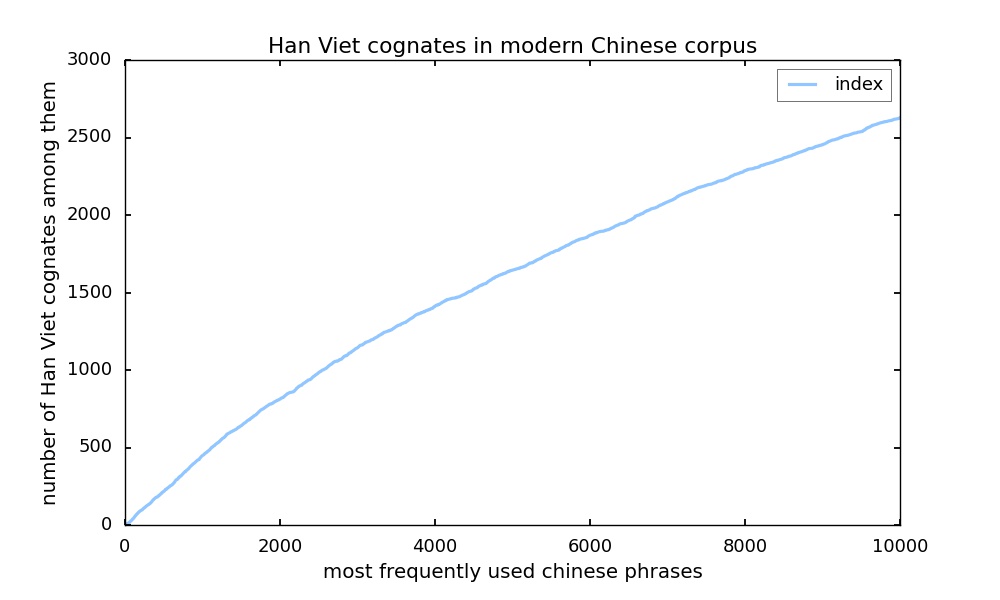 Han Viet cognates in modern Chinese corpus
index
number of Han Viet cognates among them
3000
2500
2000
1500
1000
500
0
0 2000 4000 6000 8000 10000
most frequently used chinese phrases